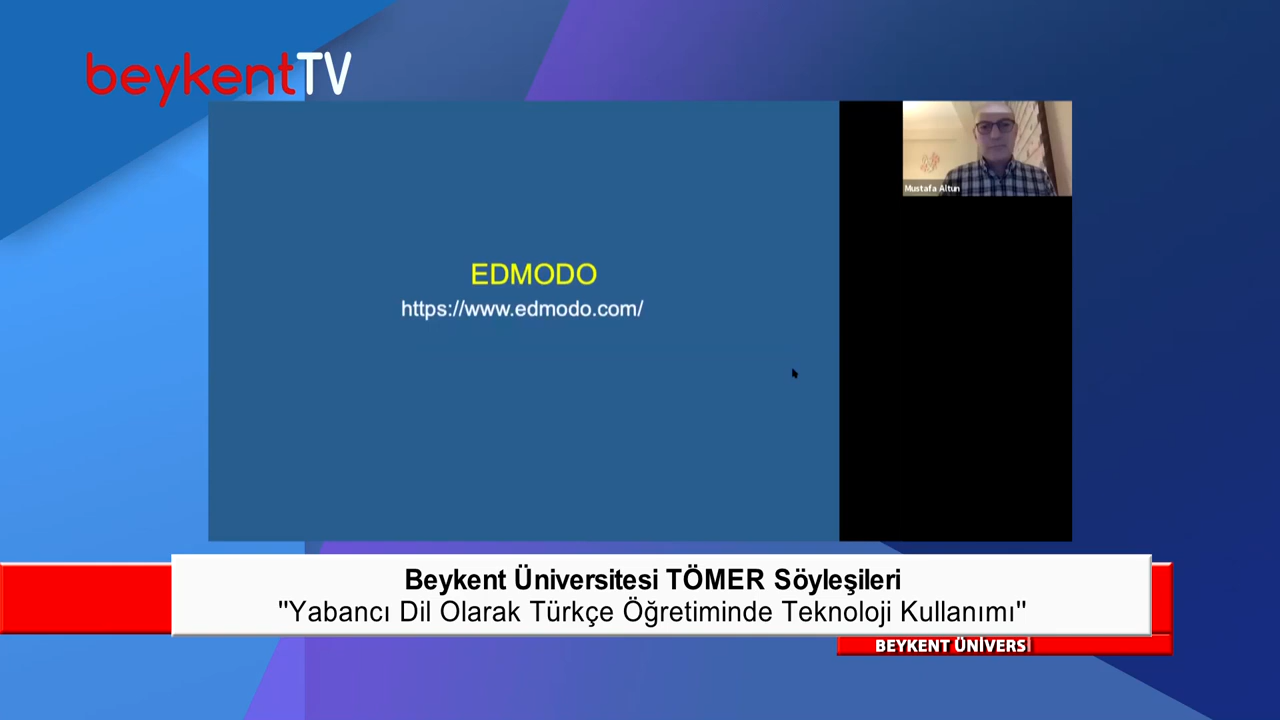 beykentTV
Mustafa Altun
EDMODO
https://www.edmodo.com/
Beykent Üniversitesi TÖMER Söyleşileri
"Yabancı Dil Olarak Türkçe Öğretiminde Teknoloji Kullanımı"
BEYKENT ÜNİVERS